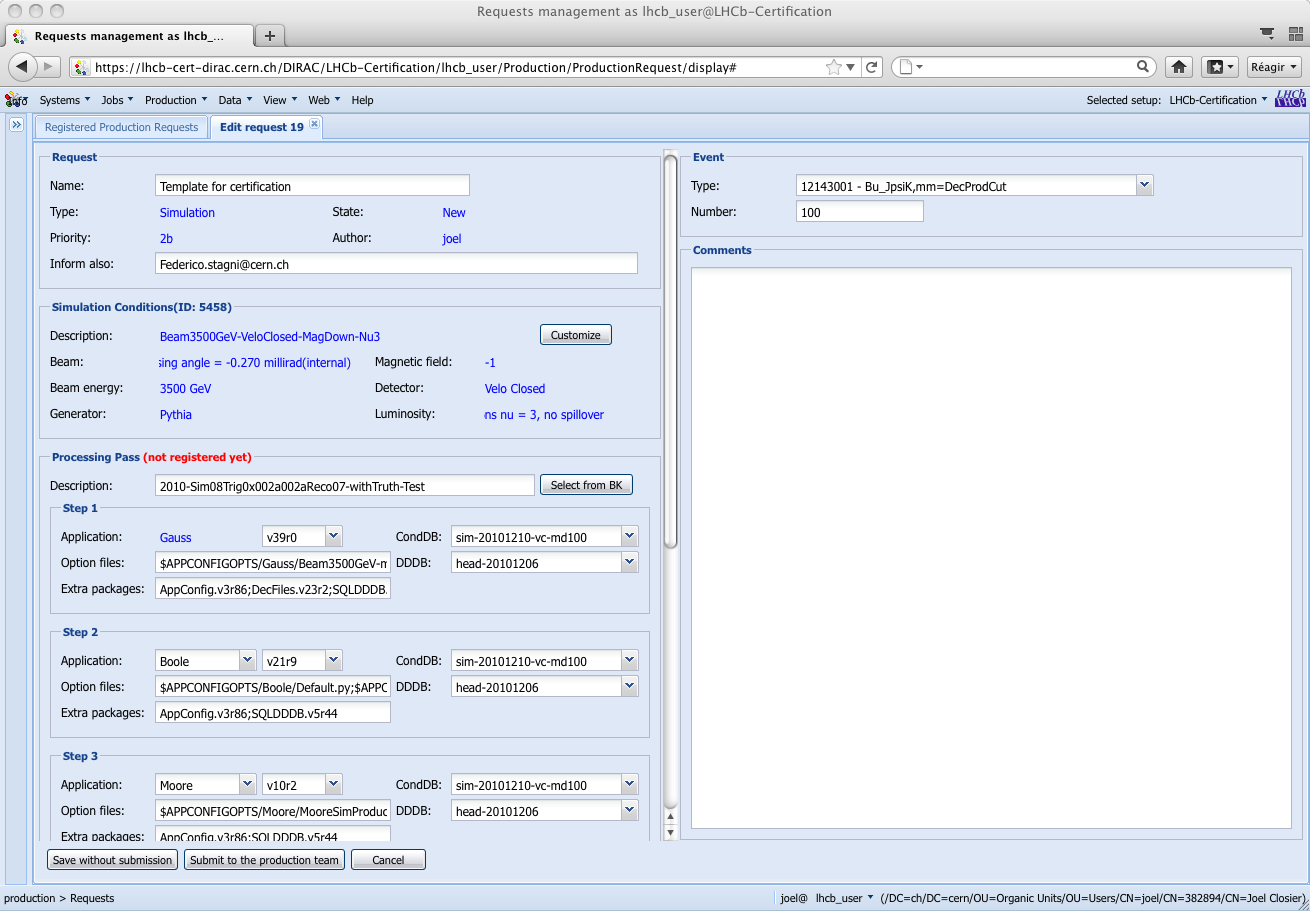 Requests management as lhcb_user@LHCb-Certification
Requests management as lhcb_...
https://lhcb-cert-dirac.cern.ch/DIRAC/LHCb-Certification/lhcb_user/Production/ProductionRequest/display#
Réagir
Info Systems Jobs Production Data View Web Help Selected setup: LHCb-Certification LHCb
Registered Production Requests Edit request 19
Request
Name: Template for certification
Type: Simulation State: New
Priority: 2b Author: joel
Inform also: Federico.stagni@cern.ch
Simulation Conditions(ID: 5458)
Description: Beam3500GeV-VeloClosed-MagDown-Nu3 Customize
Beam: sing angle = -0.270 millirad(internal) Magnetic field: -1
Beam energy: 3500 GeV Detector: Velo Closed
Generator: Pythia Luminosity: ns nu = 3, no spillover
Processing Pass (not registered yet)
Description: 2010-Sim08Trig0x002a002aReco07-withTruth-Test Select from BK
Step 1
Application: Gauss v39r0 CondDB: sim-20101210-vc-md100
Option files: $APPCONFIGOPTS/Gauss/Beam3500GeV-m DDDB: head-20101206
Extra packages: AppConfig.v3r86;DecFiles.v23r2;SQLDDDB.
Step 2
Application: Boole v21r9 CondDB: sim-20101210-vc-md100
Option files: $APPCONFIGOPTS/Boole/Default.py;$APPC DDDB: head-20101206
Extra packages: AppConfig.v3r86;SQLDDDB.v5r44
Step 3
Application: Moore v10r2 CondDB: sim-20101210-vc-md100
Option files: $APPCONFIGOPTS/Moore/MooreSimProduc DDDB: head-20101206
Extra packages: AppConfig.v3r86;SQLDDDB.v5r44
Save without submission Submit to the production team Cancel
Event
Type: 12143001 - Bu_JpsiK,mm=DecProdCut
Number: 100
Comments
production > Requests joel@ lhcb_user (/DC=ch/DC=cern/OU=Organic Units/OU=Users/CN=joel/CN=382894/CN=Joel Closier)